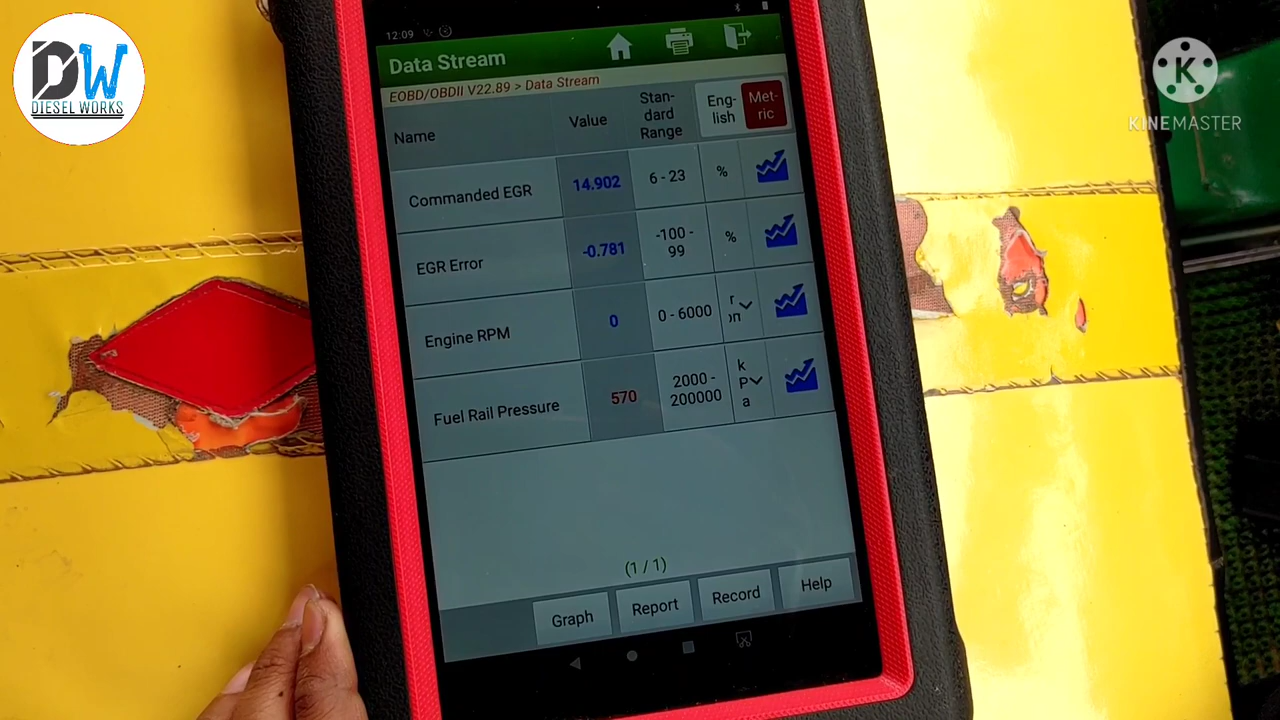 DW
DIESEL WORKS
K
KINEMASTER
12:09
Data Stream
EOBD/OBDII V22.89 > Data Stream
Name
Value
Stan-
dard
Range
Eng-
lish
Met-
ric
Commanded EGR
14.902
6 - 23
%
EGR Error
-0.781
-100 -
99
%
Engine RPM
0
0 - 6000
Fuel Rail Pressure
570
2000 -
200000
k
P
a
(1 / 1)
Graph
Report
Record
Help